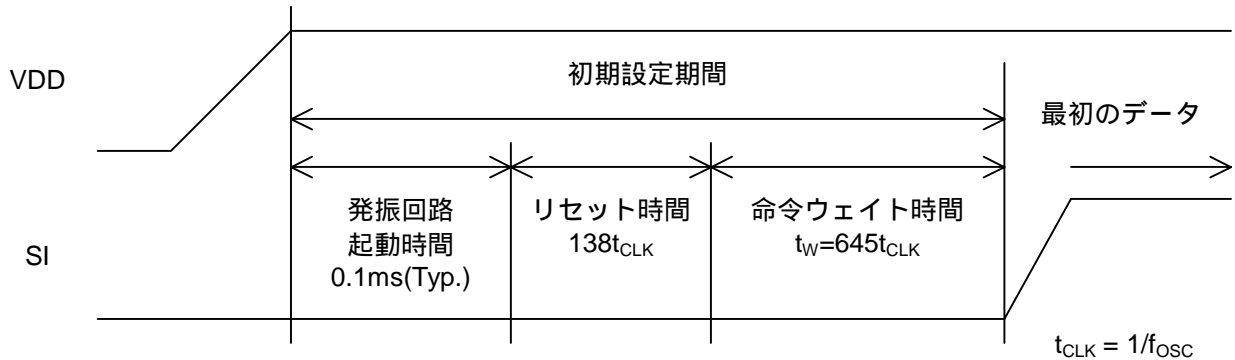 VDD
初期設定期間
最初のデータ
発振回路
起動時間
0.1ms(Typ.)
リセット時間
138tCLK
命令ウェイト時間
tW=645tCLK
SI
tCLK = 1/fOSC